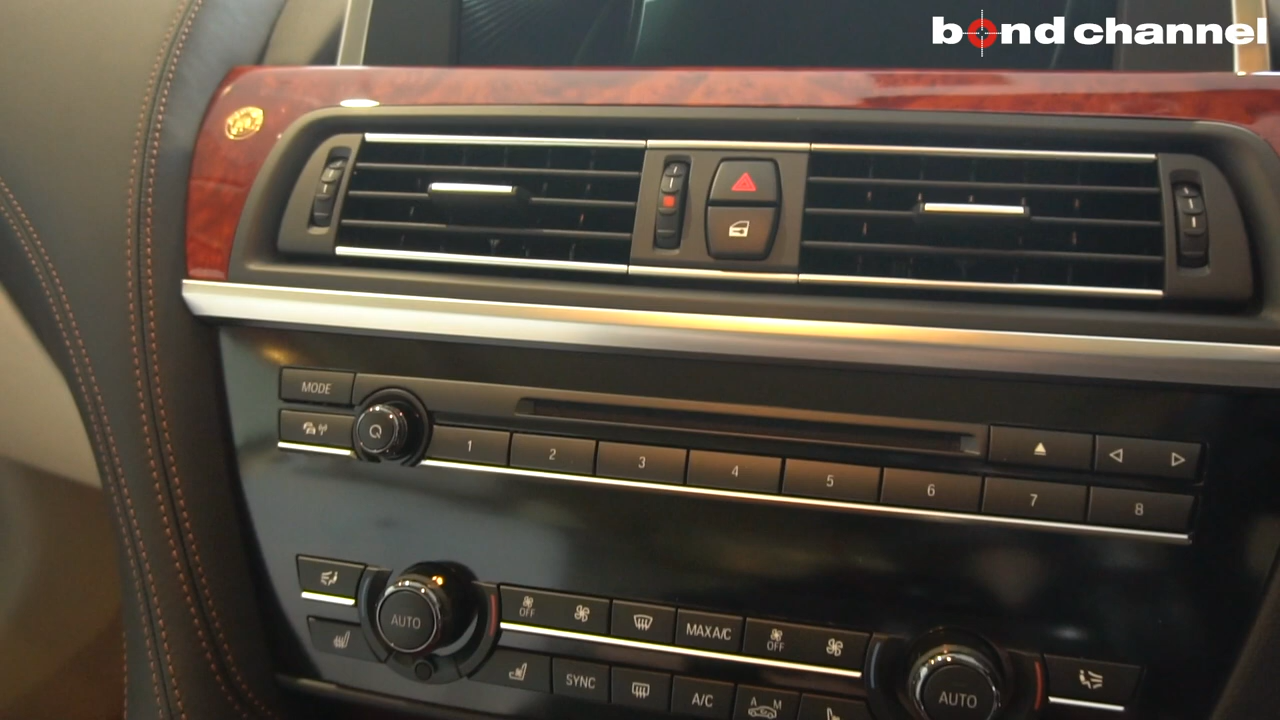 bond channel
MODE
1 2 3 4 5 6 7 8
AUTO
OFF
MAX A/C
OFF
SYNC
A/C
A M
AUTO